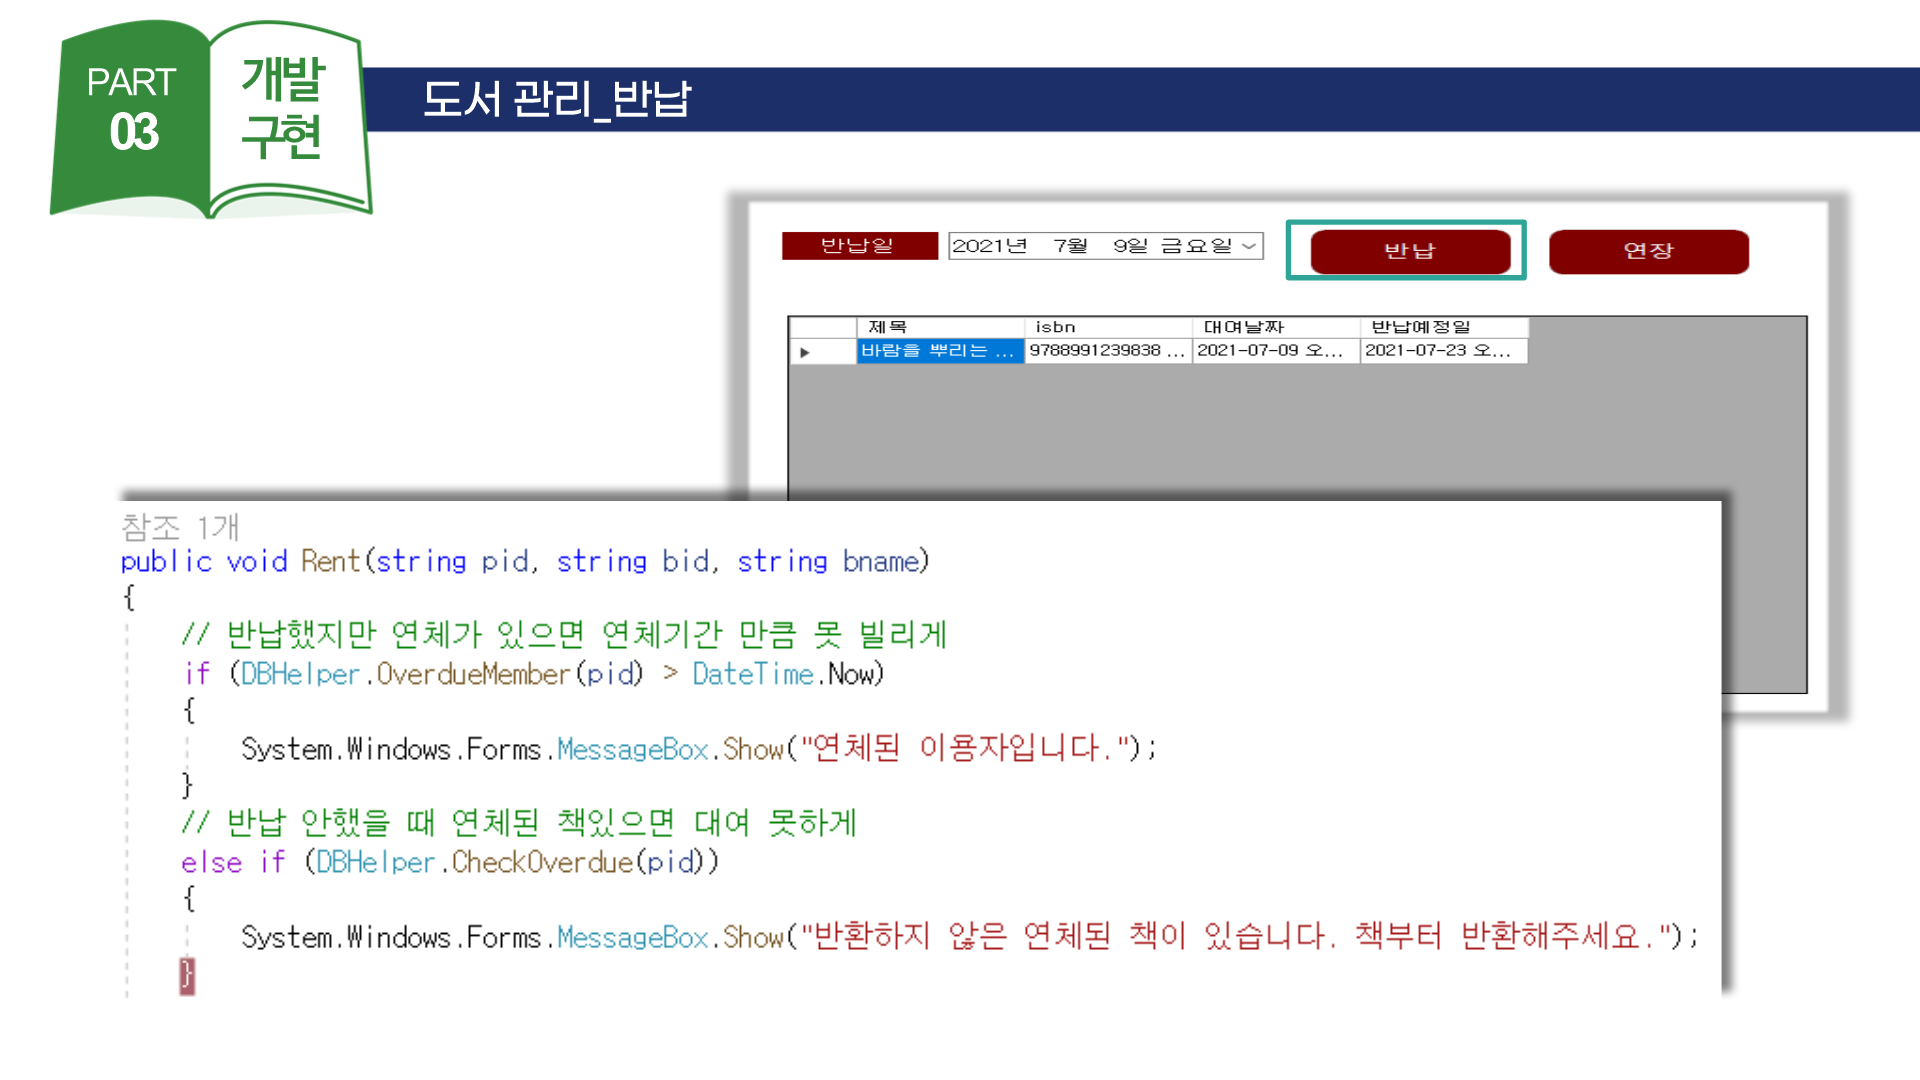 PART
03
개발
구현
도서 관리_반납
반납일 2021년 7월 9일 금요일 반납 연장
제목 isbn 대여날짜 반납예정일
바람을 뿌리는 ... 9788991239838 ... 2021-07-09 오... 2021-07-23 오...
참조 1개
public void Rent(string pid, string bid, string bname)
{
// 반납했지만 연체가 있으면 연체기간 만큼 못 빌리게
if (DBHelper.OverdueMember(pid) > DateTime.Now)
{
System.Windows.Forms.MessageBox.Show("연체된 이용자입니다.");
}
// 반납 안했을 때 연체된 책있으면 대여 못하게
else if (DBHelper.CheckOverdue(pid))
{
System.Windows.Forms.MessageBox.Show("반환하지 않은 연체된 책이 있습니다. 책부터 반환해주세요.");
}